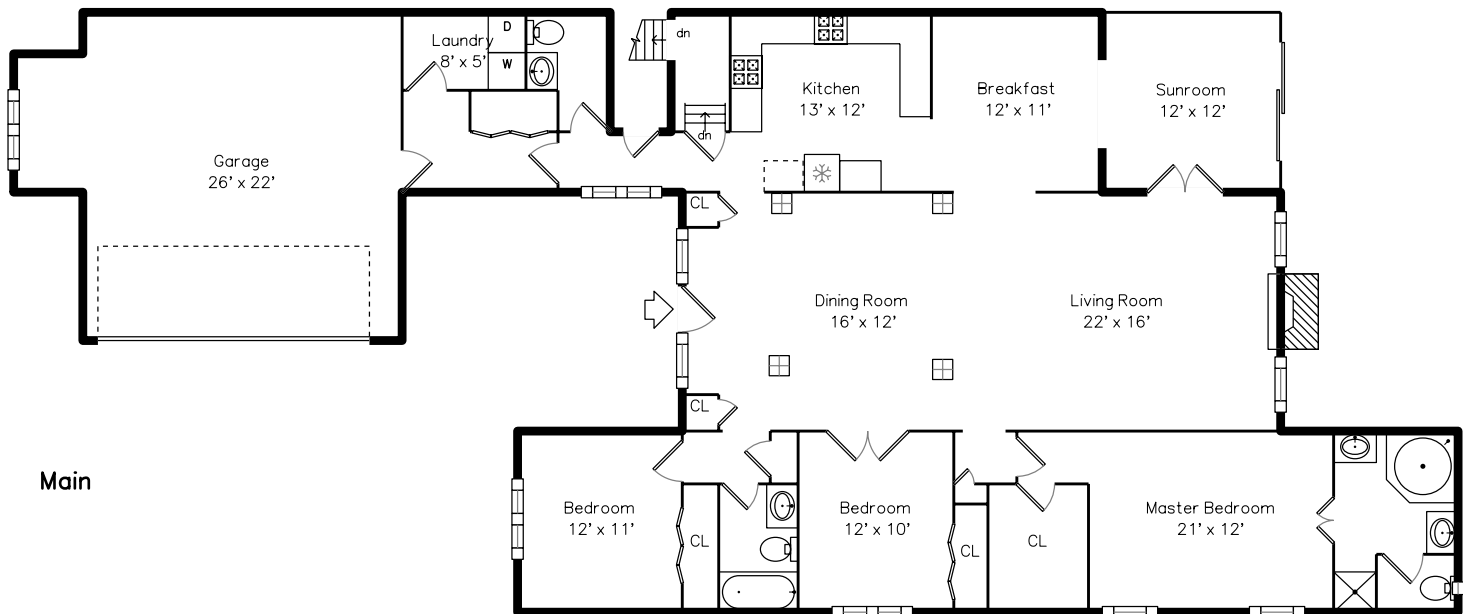 Laundry
8' x 5'
D
W
dn
dn
Kitchen
13' x 12'
Breakfast
12' x 11'
Sunroom
12' x 12'
Garage
26' x 22'
CL
Dining Room
16' x 12'
Living Room
22' x 16'
CL
Main
Bedroom
12' x 11'
CL
Bedroom
12' x 10'
CL
CL
Master Bedroom
21' x 12'